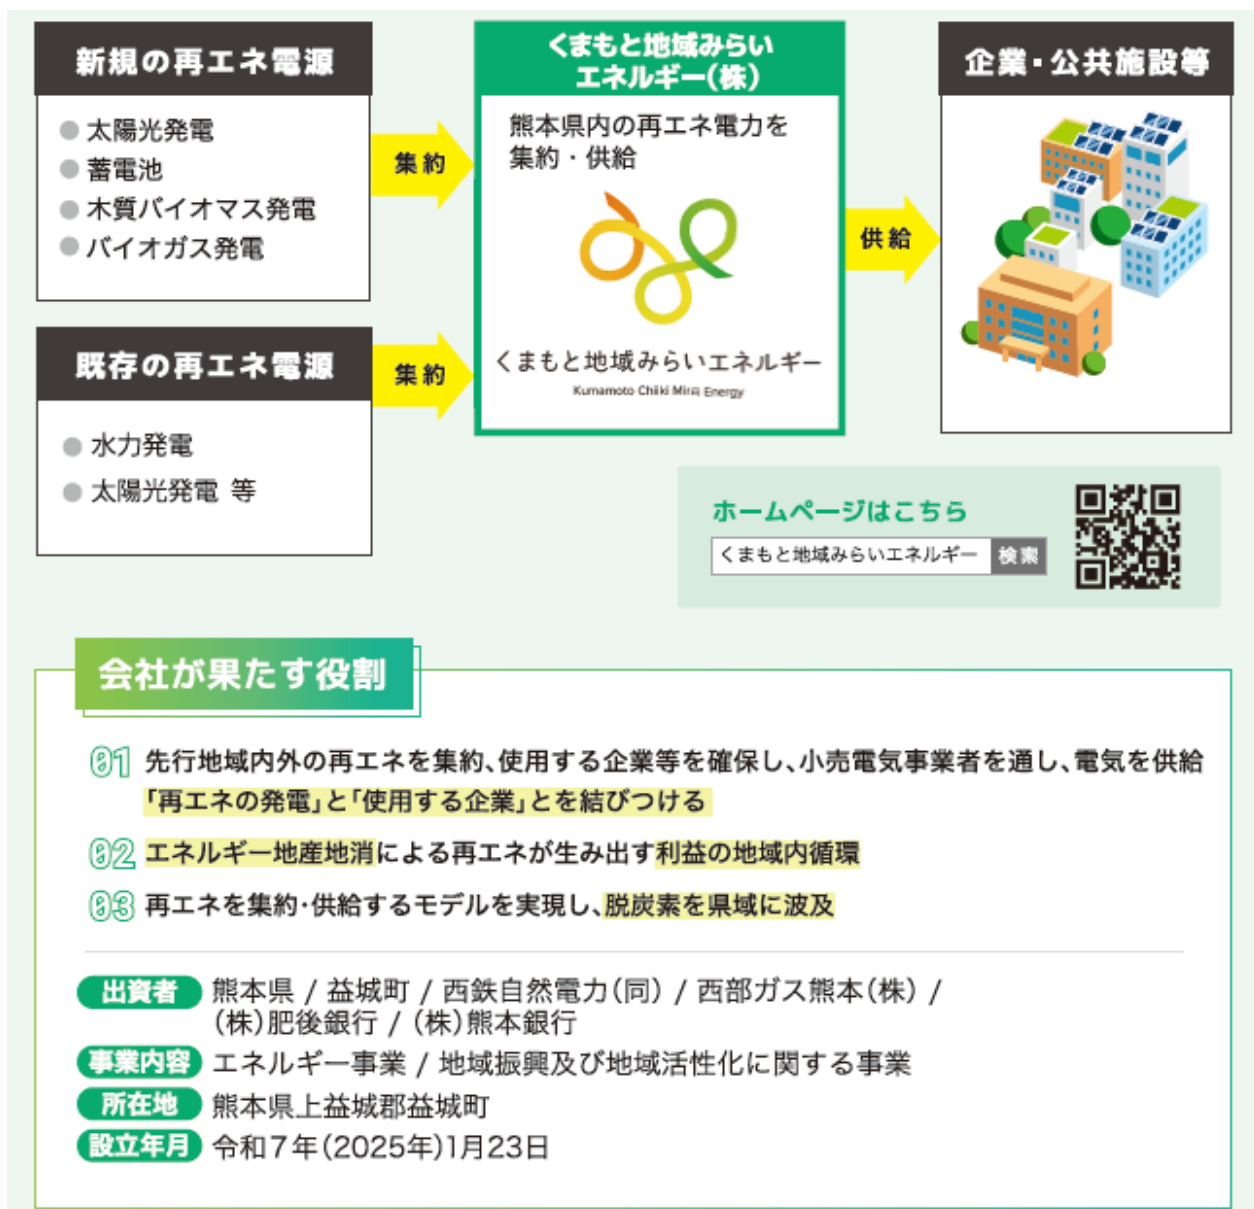 新規の再エネ電源
太陽光発電
蓄電池
木質バイオマス発電
バイオガス発電
集約
既存の再エネ電源
水力発電
太陽光発電 等
集約
くまもと地域みらい
エネルギー(株)
熊本県内の再エネ電力を
集約・供給
くまもと地域みらいエネルギー
Kumamoto Chiiki Mirai Energy
供給
企業・公共施設等
ホームページはこちら
くまもと地域みらいエネルギー 検索
会社が果たす役割
01 先行地域内外の再エネを集約、使用する企業等を確保し、小売電気事業者を通し、電気を供給
「再エネの発電」と「使用する企業」とを結びつける
02 エネルギー地産地消による再エネが生み出す利益の地域内循環
03 再エネを集約・供給するモデルを実現し、脱炭素を県域に波及
出資者 熊本県 / 益城町 / 西鉄自然電力(同) / 西部ガス熊本(株) /
(株)肥後銀行 / (株)熊本銀行
事業内容 エネルギー事業 / 地域振興及び地域活性化に関する事業
所在地 熊本県上益城郡益城町
設立年月 令和7年(2025年)1月23日